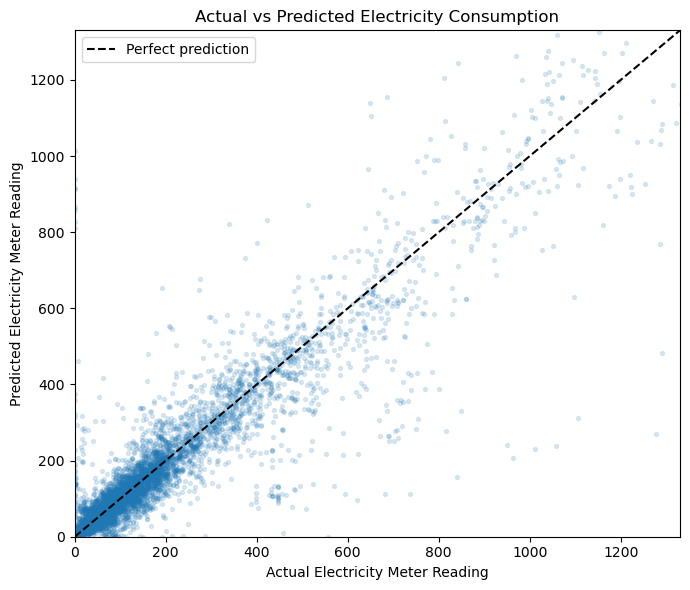 Actual vs Predicted Electricity Consumption
Perfect prediction
1200
1000
800
600
400
200
0
Predicted Electricity Meter Reading
0 200 400 600 800 1000 1200
Actual Electricity Meter Reading